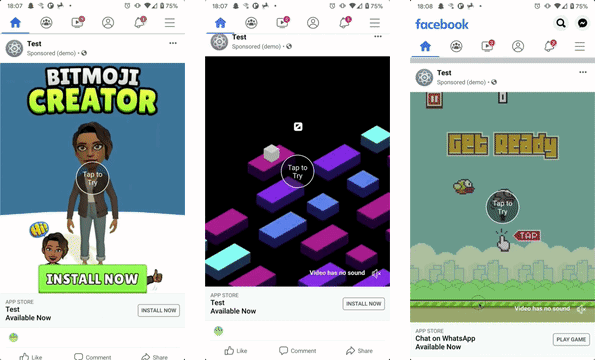 18:07
75%
Test
Sponsored (demo) ·
BITMOJI
CREATOR
Tap to
Try
Hi!
INSTALL NOW
APP STORE
Test
Available Now
INSTALL NOW
Like
Comment
Share
18:07
75%
Test
Sponsored (demo) ·
Tap to
Try
Video has no sound
APP STORE
Test
Available Now
INSTALL NOW
Like
Comment
Share
18:08
75%
facebook
Test
Sponsored (demo) ·
Get Ready
Tap to
Try
TAP
Video has no sound
APP STORE
Chat on WhatsApp
Available Now
PLAY GAME